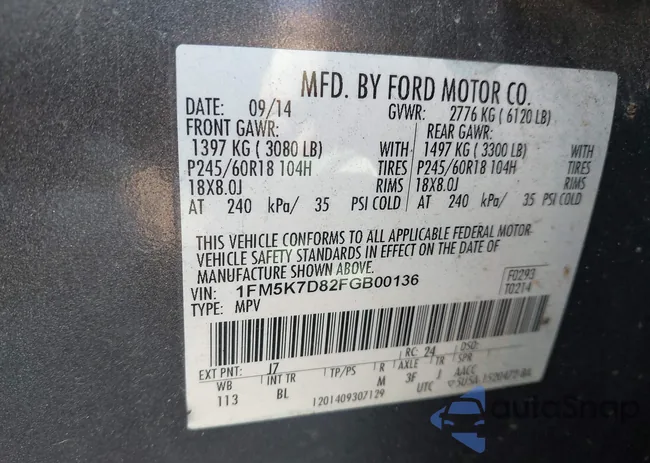 MFD. BY FORD MOTOR CO.
DATE: 09/14 GVWR: 2776 KG ( 6120 LB)
FRONT GAWR: REAR GAWR:
1397 KG ( 3080 LB) WITH 1497 KG ( 3300 LB) WITH
P245/60R18 104H TIRES P245/60R18 104H TIRES
18X8.0J RIMS 18X8.0J RIMS
AT 240 kPa/ 35 PSI COLD AT 240 kPa/ 35 PSI COLD
THIS VEHICLE CONFORMS TO ALL APPLICABLE FEDERAL MOTOR
VEHICLE SAFETY STANDARDS IN EFFECT ON THE DATE OF
MANUFACTURE SHOWN ABOVE.
VIN: 1FM5K7D82FGB00136 F0293
TYPE: MPV T0214
EXT PNT: J7 RC: 24 DSO:
WB INT TR TP/PS R AXLE TR SPR
113 BL M 3F J AACC
1201409307129 UTC
autoSnap